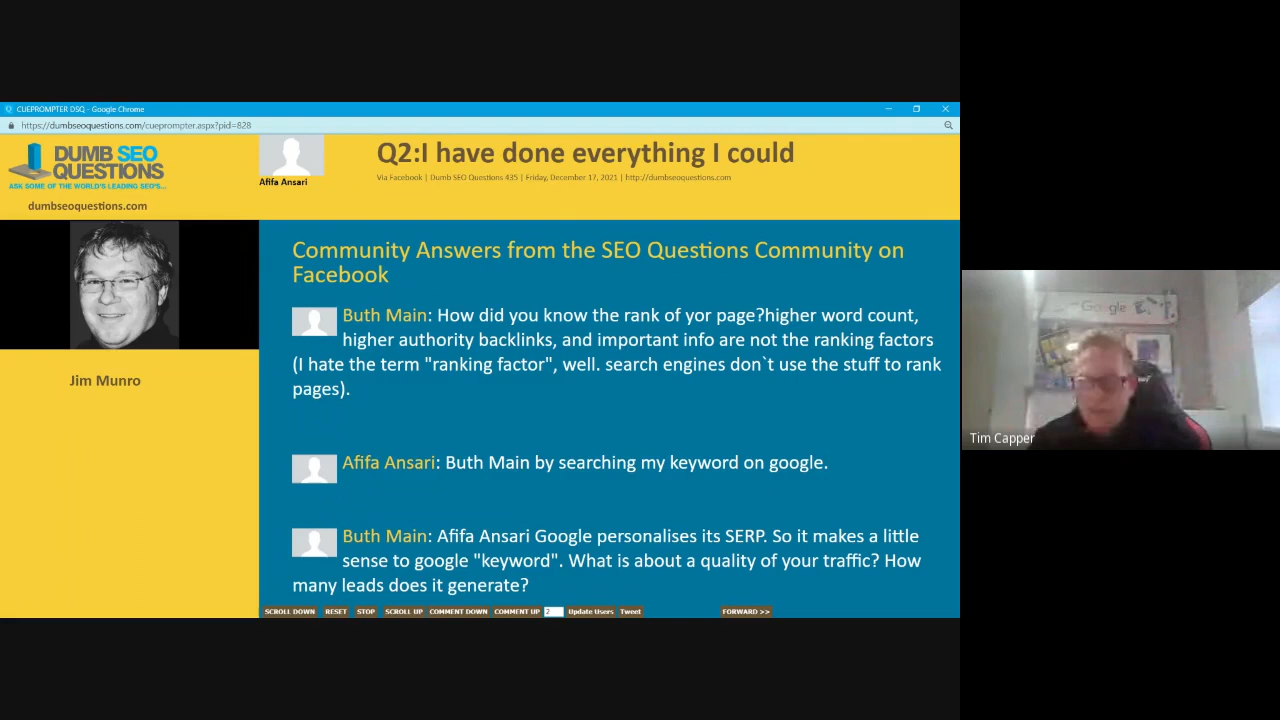 CUEPROMPTER DSQ - Google Chrome
https://dumbseoquestions.com/cueprompter.aspx?pid=828
DUMB SEO
QUESTIONS
ASK SOME OF THE WORLD'S LEADING SEO'S...
dumbseoquestions.com
Afifa Ansari
Q2:I have done everything I could
Via Facebook | Dumb SEO Questions 435 | Friday, December 17, 2021 | http://dumbseoquestions.com
Jim Munro
Community Answers from the SEO Questions Community on
Facebook
Buth Main: How did you know the rank of yor page?higher word count,
higher authority backlinks, and important info are not the ranking factors
(I hate the term "ranking factor", well. search engines don`t use the stuff to rank
pages).
Afifa Ansari: Buth Main by searching my keyword on google.
Buth Main: Afifa Ansari Google personalises its SERP. So it makes a little
sense to google "keyword". What is about a quality of your traffic? How
many leads does it generate?
SCROLL DOWN RESET STOP SCROLL UP COMMENT DOWN COMMENT UP 2 Update Users Tweet FORWARD >>
Google
Tim Capper